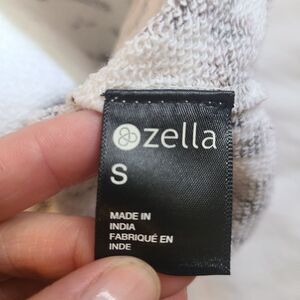 zella
S
MADE IN
INDIA
FABRIQUÉ EN
INDE